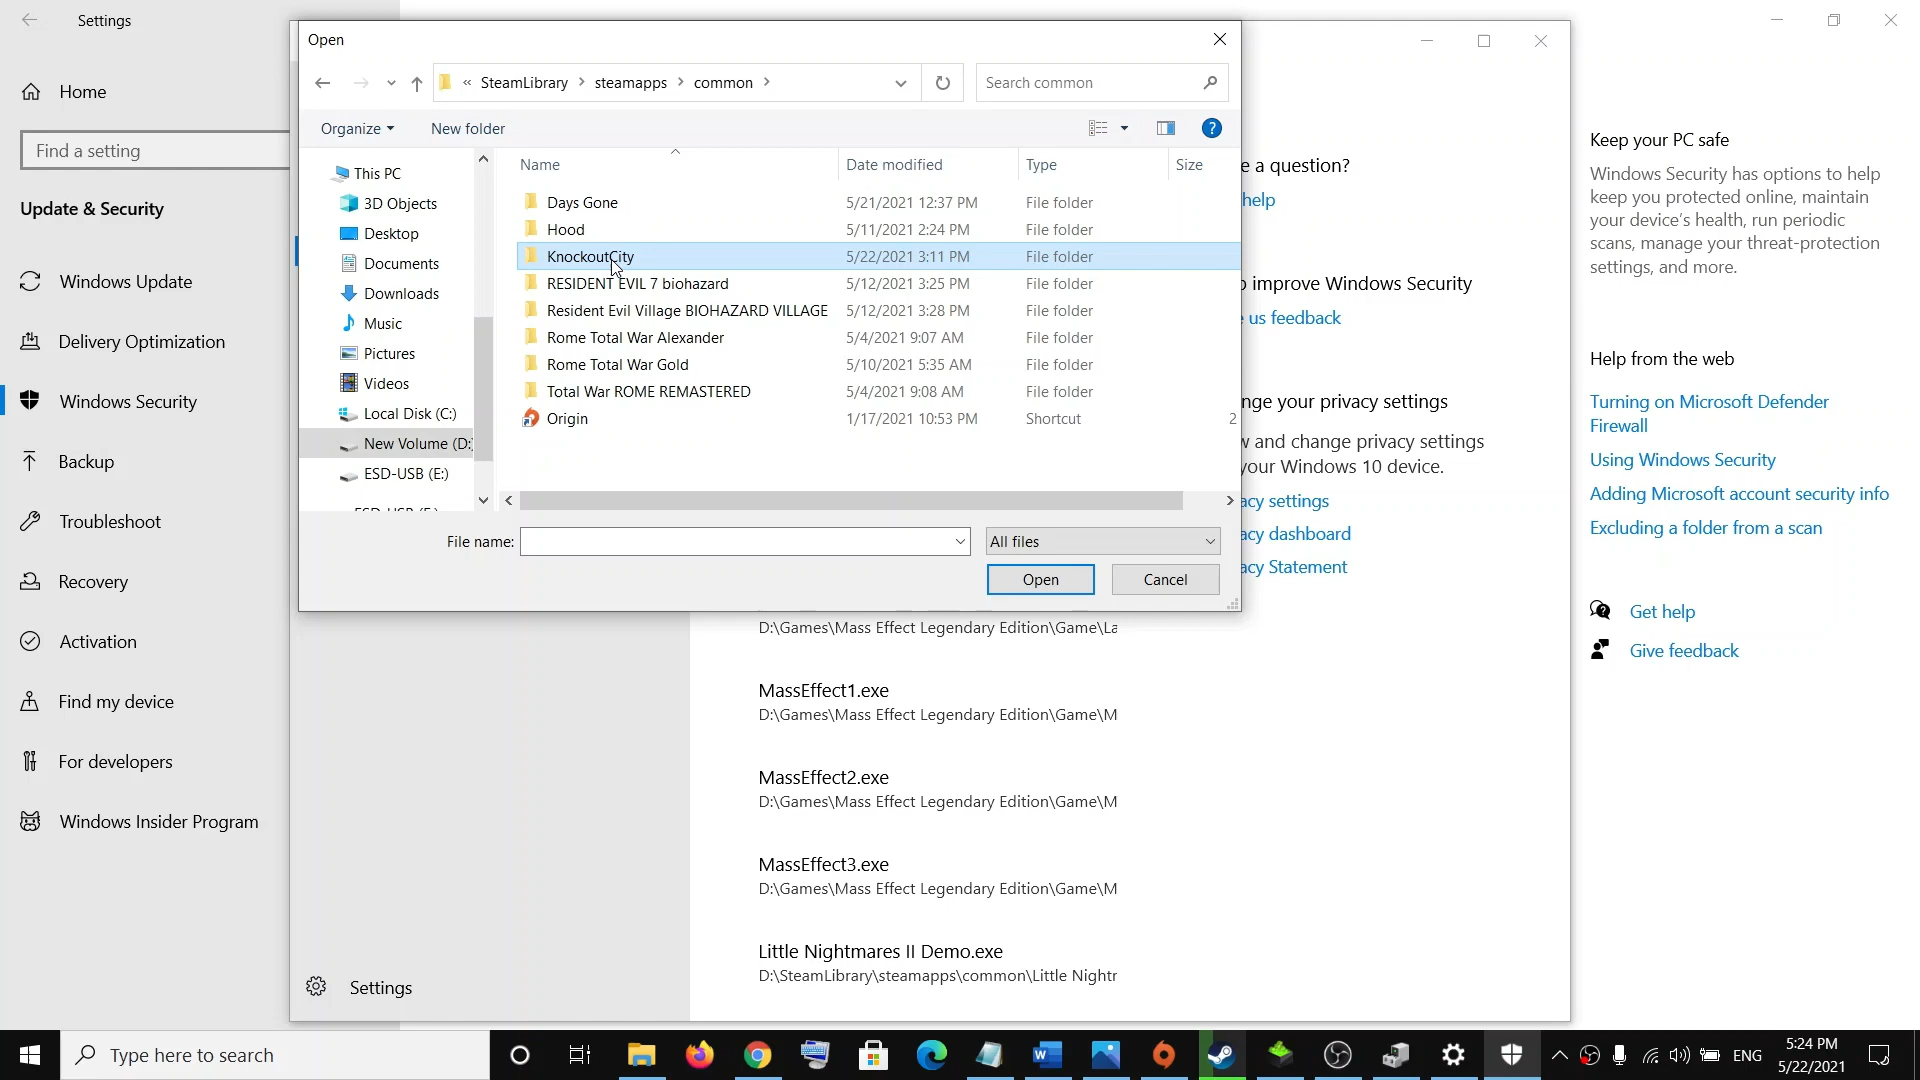 Settings
Home
Find a setting
Update & Security
Windows Update
Delivery Optimization
Windows Security
Backup
Troubleshoot
Recovery
Activation
Find my device
For developers
Windows Insider Program
Open
« SteamLibrary > steamapps > common >
Search common
Organize
New folder
This PC
3D Objects
Desktop
Documents
Downloads
Music
Pictures
Videos
Local Disk (C:)
New Volume (D:
ESD-USB (E:)
Name Date modified Type Size
Days Gone 5/21/2021 12:37 PM File folder
Hood 5/11/2021 2:24 PM File folder
KnockoutCity 5/22/2021 3:11 PM File folder
RESIDENT EVIL 7 biohazard 5/12/2021 3:25 PM File folder
Resident Evil Village BIOHAZARD VILLAGE 5/12/2021 3:28 PM File folder
Rome Total War Alexander 5/4/2021 9:07 AM File folder
Rome Total War Gold 5/10/2021 5:35 AM File folder
Total War ROME REMASTERED 5/4/2021 9:08 AM File folder
Origin 1/17/2021 10:53 PM Shortcut 2
File name:
All files
Open
Cancel
D:\Games\Mass Effect Legendary Edition\Game\La
MassEffect1.exe
D:\Games\Mass Effect Legendary Edition\Game\M
MassEffect2.exe
D:\Games\Mass Effect Legendary Edition\Game\M
MassEffect3.exe
D:\Games\Mass Effect Legendary Edition\Game\M
Little Nightmares II Demo.exe
D:\SteamLibrary\steamapps\common\Little Nightr
Settings
e a question?
help
improve Windows Security
us feedback
nge your privacy settings
w and change privacy settings
your Windows 10 device.
acy settings
acy dashboard
acy Statement
Keep your PC safe
Windows Security has options to help
keep you protected online, maintain
your device's health, run periodic
scans, manage your threat-protection
settings, and more.
Help from the web
Turning on Microsoft Defender
Firewall
Using Windows Security
Adding Microsoft account security info
Excluding a folder from a scan
Get help
Give feedback
Type here to search
ENG
5:24 PM
5/22/2021